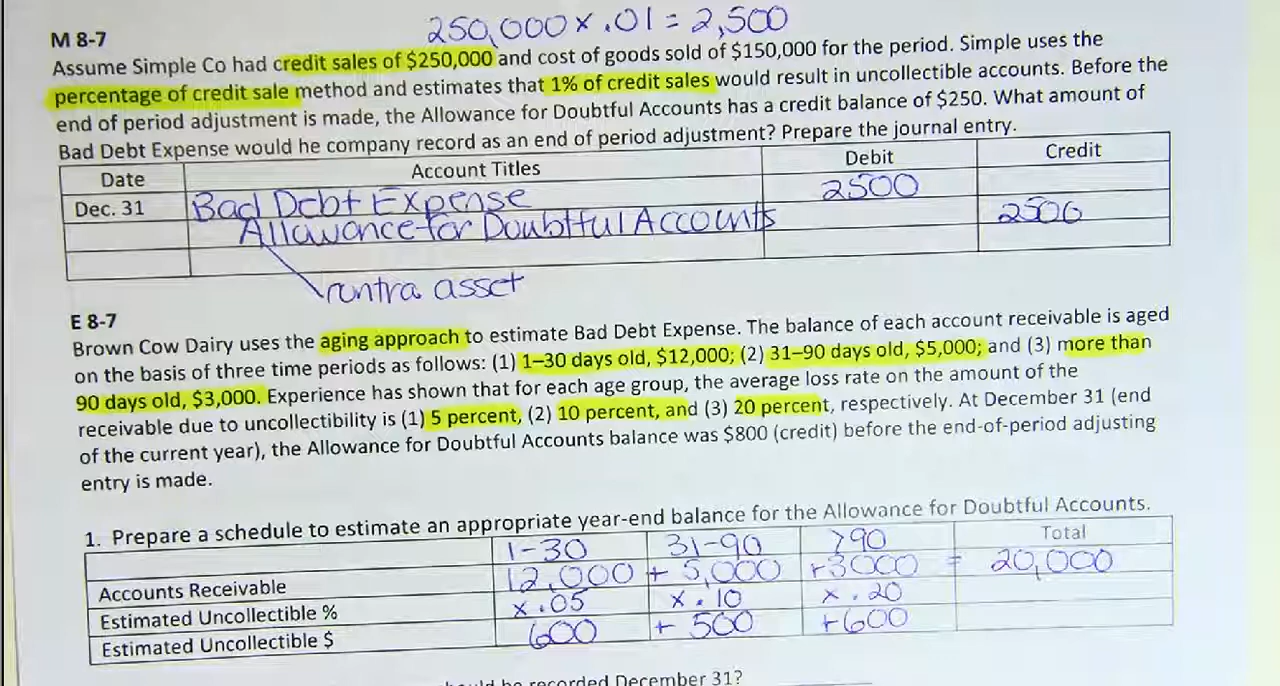 250,000 x .01 = 2,500
M 8-7
Assume Simple Co had credit sales of $250,000 and cost of goods sold of $150,000 for the period. Simple uses the
percentage of credit sale method and estimates that 1% of credit sales would result in uncollectible accounts. Before the
end of period adjustment is made, the Allowance for Doubtful Accounts has a credit balance of $250. What amount of
Bad Debt Expense would he company record as an end of period adjustment? Prepare the journal entry.
Date Account Titles Debit Credit
Dec. 31 Bad Debt Expense 2500
Allowance for Doubtful Accounts 2500
contra asset
E 8-7
Brown Cow Dairy uses the aging approach to estimate Bad Debt Expense. The balance of each account receivable is aged
on the basis of three time periods as follows: (1) 1–30 days old, $12,000; (2) 31–90 days old, $5,000; and (3) more than
90 days old, $3,000. Experience has shown that for each age group, the average loss rate on the amount of the
receivable due to uncollectibility is (1) 5 percent, (2) 10 percent, and (3) 20 percent, respectively. At December 31 (end
of the current year), the Allowance for Doubtful Accounts balance was $800 (credit) before the end-of-period adjusting
entry is made.
1. Prepare a schedule to estimate an appropriate year-end balance for the Allowance for Doubtful Accounts.
1-30 31-90 >90 Total
Accounts Receivable 12,000 + 5,000 +3000 = 20,000
Estimated Uncollectible % x .05 x .10 x .20
Estimated Uncollectible $ 600 + 500 +600
be recorded December 31?